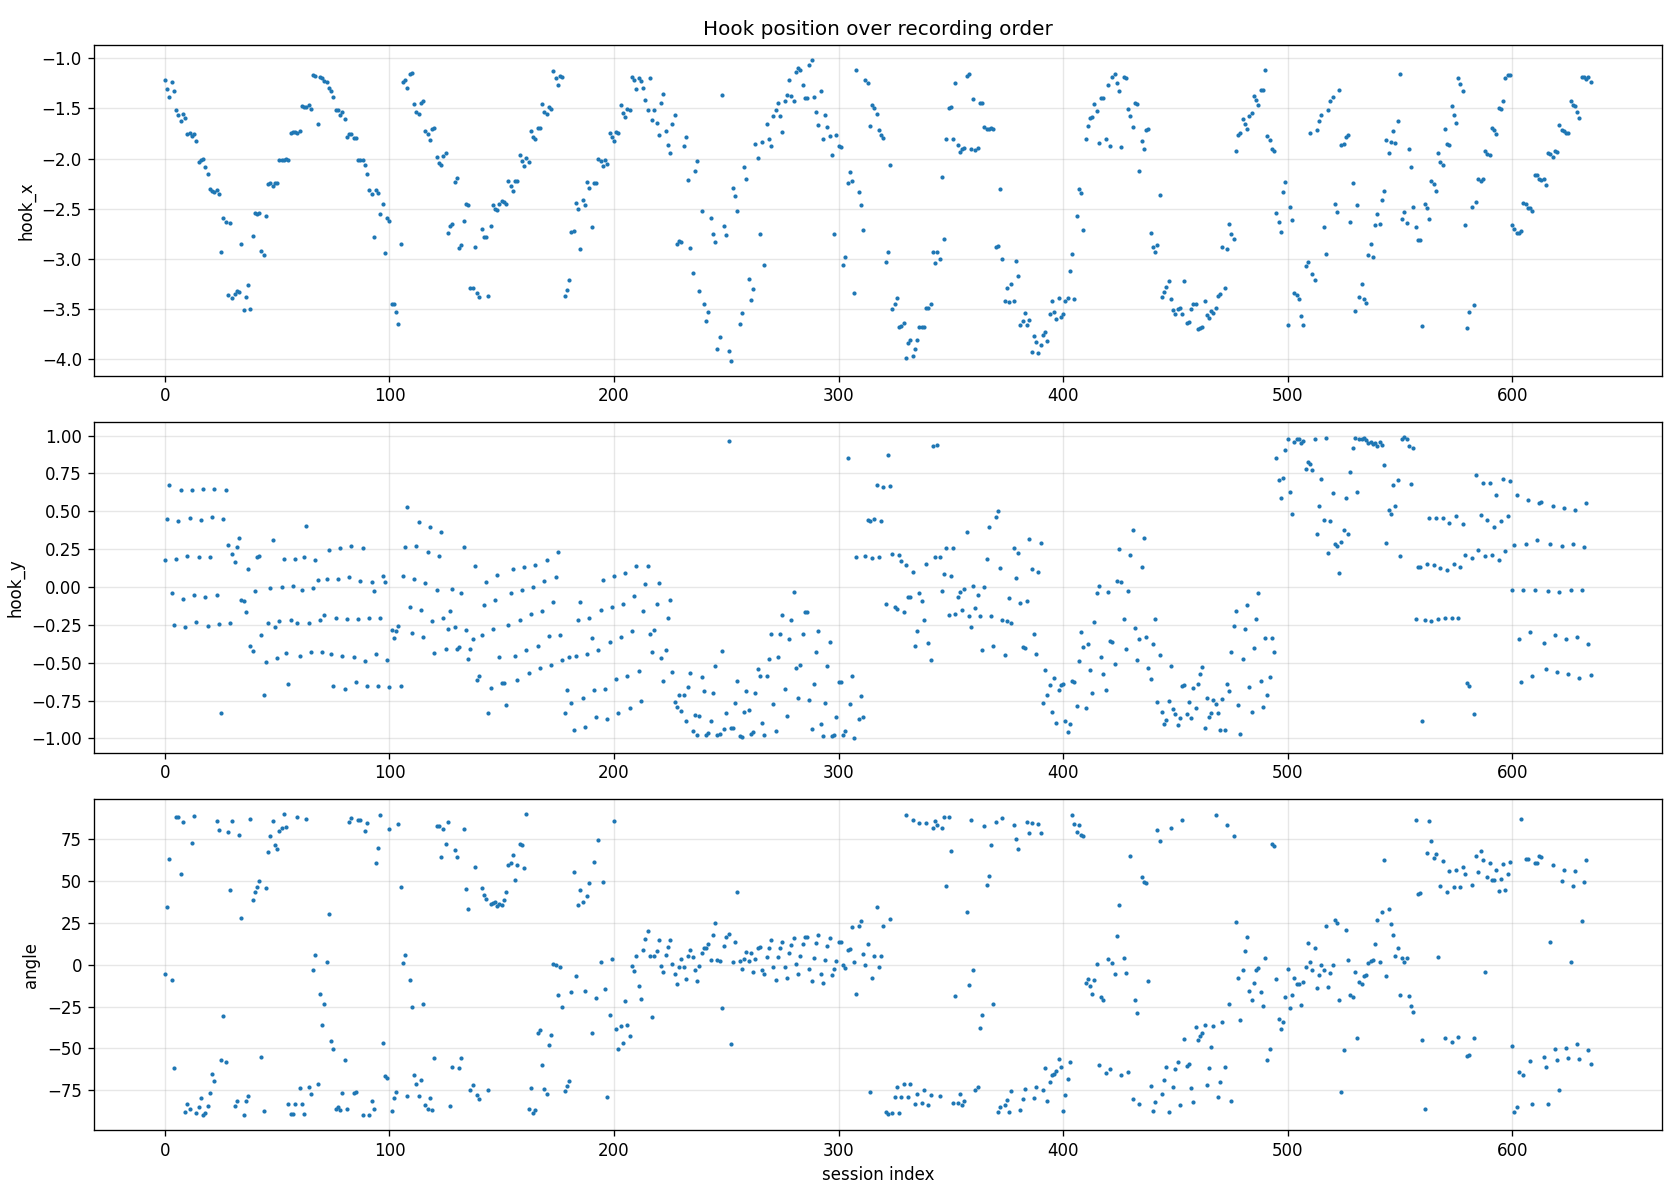 Hook position over recording order
hook_x
−1.0
−1.5
−2.0
−2.5
−3.0
−3.5
−4.0
0 100 200 300 400 500 600
hook_y
1.00
0.75
0.50
0.25
0.00
−0.25
−0.50
−0.75
−1.00
0 100 200 300 400 500 600
angle
75
50
25
0
−25
−50
−75
0 100 200 300 400 500 600
session index